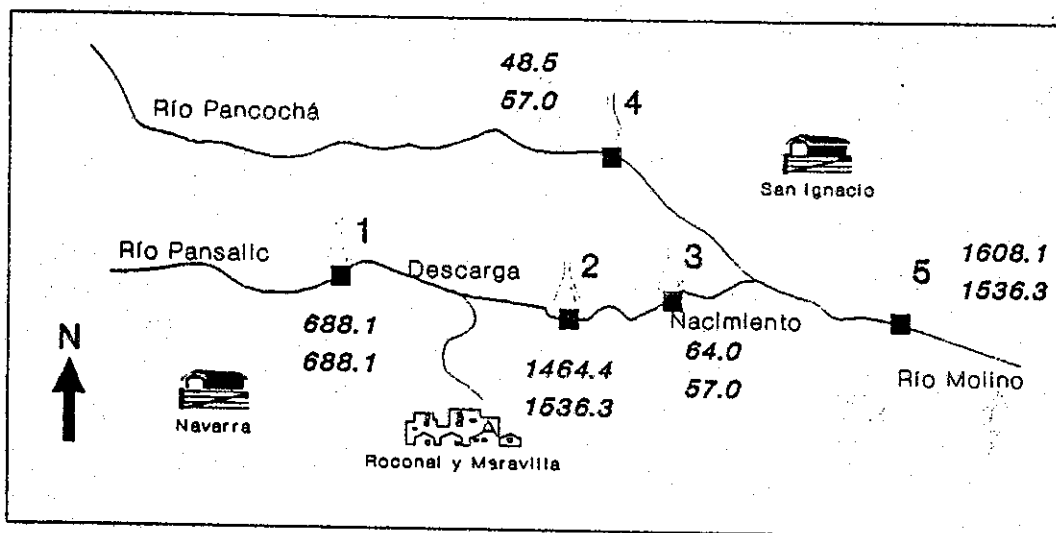 48.5
57.0
4
Río Pancochá
San Ignacio
1
Río Pansalic
Descarga
2
3
5
1608.1
1536.3
688.1
688.1
Nacimiento
64.0
57.0
1464.4
1536.3
Río Molino
N
Navarra
Roconal y Maravilla